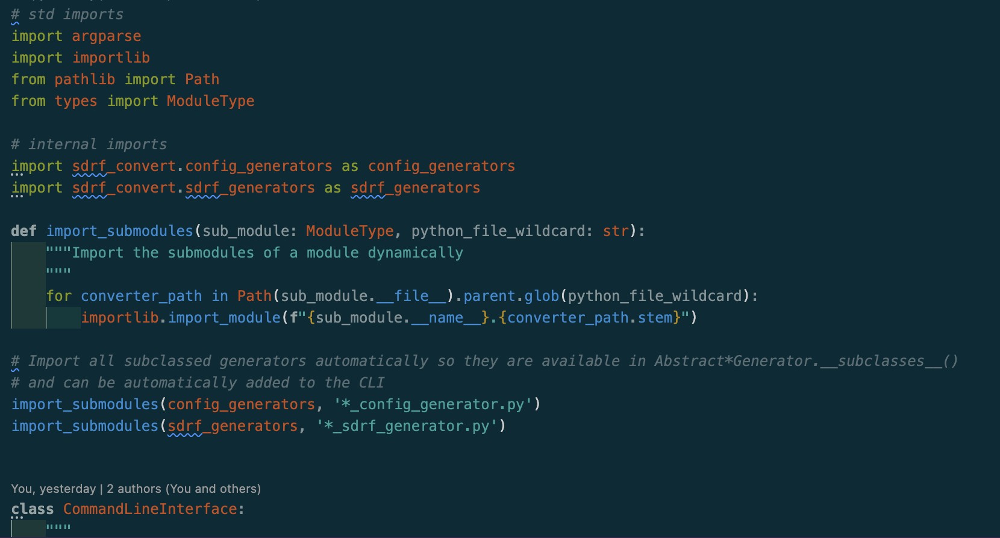 # std imports
import argparse
import importlib
from pathlib import Path
from types import ModuleType
# internal imports
import sdrf_convert.config_generators as config_generators
import sdrf_convert.sdrf_generators as sdrf_generators
def import_submodules(sub_module: ModuleType, python_file_wildcard: str):
    """Import the submodules of a module dynamically
    """
    for converter_path in Path(sub_module.__file__).parent.glob(python_file_wildcard):
        importlib.import_module(f"{sub_module.__name__}.{converter_path.stem}")
# Import all subclassed generators automatically so they are available in Abstract*Generator.__subclasses__()
# and can be automatically added to the CLI
import_submodules(config_generators, '*_config_generator.py')
import_submodules(sdrf_generators, '*_sdrf_generator.py')
You, yesterday | 2 authors (You and others)
class CommandLineInterface:
    """